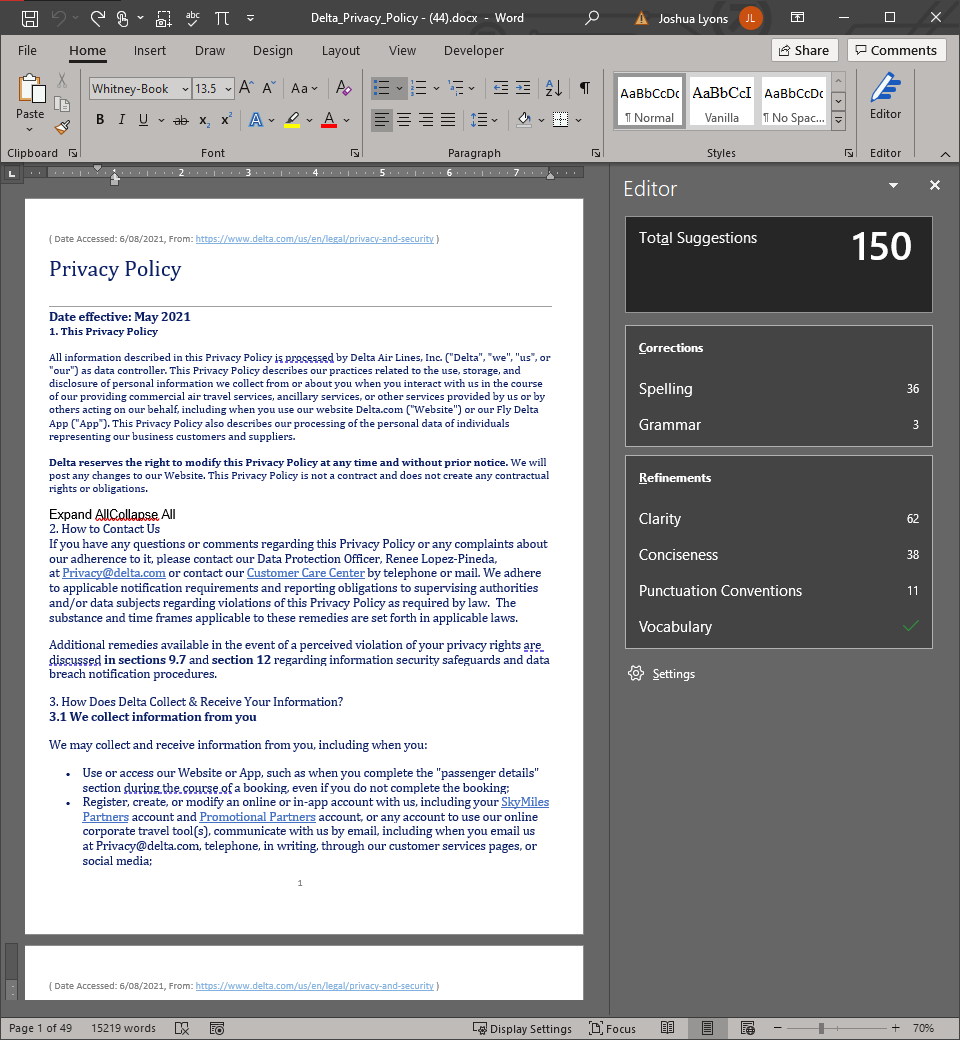 Delta_Privacy_Policy - (44).docx - Word
Joshua Lyons
JL
File
Home
Insert
Draw
Design
Layout
View
Developer
Share
Comments
Paste
Whitney-Book
13.5
Aa
B I U ab x₂ x²
A
AaBbCcDc
¶ Normal
AaBbCcI
Vanilla
AaBbCcDc
¶ No Spac...
Editor
Clipboard
Font
Paragraph
Styles
Editor
L
1 2 3 4 5 6 7
( Date Accessed: 6/08/2021, From: https://www.delta.com/us/en/legal/privacy-and-security )
Privacy Policy
Date effective: May 2021
1. This Privacy Policy
All information described in this Privacy Policy is processed by Delta Air Lines, Inc. ("Delta", "we", "us", or
"our") as data controller. This Privacy Policy describes our practices related to the use, storage, and
disclosure of personal information we collect from or about you when you interact with us in the course
of our providing commercial air travel services, ancillary services, or other services provided by us or by
others acting on our behalf, including when you use our website Delta.com ("Website") or our Fly Delta
App ("App"). This Privacy Policy also describes our processing of the personal data of individuals
representing our business customers and suppliers.
Delta reserves the right to modify this Privacy Policy at any time and without prior notice. We will
post any changes to our Website. This Privacy Policy is not a contract and does not create any contractual
rights or obligations.
Expand AllCollapse All
2. How to Contact Us
If you have any questions or comments regarding this Privacy Policy or any complaints about
our adherence to it, please contact our Data Protection Officer, Renee Lopez-Pineda,
at Privacy@delta.com or contact our Customer Care Center by telephone or mail. We adhere
to applicable notification requirements and reporting obligations to supervising authorities
and/or data subjects regarding violations of this Privacy Policy as required by law. The
substance and time frames applicable to these remedies are set forth in applicable laws.
Additional remedies available in the event of a perceived violation of your privacy rights are
discussed in sections 9.7 and section 12 regarding information security safeguards and data
breach notification procedures.
3. How Does Delta Collect & Receive Your Information?
3.1 We collect information from you
We may collect and receive information from you, including when you:
• Use or access our Website or App, such as when you complete the "passenger details"
section during the course of a booking, even if you do not complete the booking;
• Register, create, or modify an online or in-app account with us, including your SkyMiles
Partners account and Promotional Partners account, or any account to use our online
corporate travel tool(s), communicate with us by email, including when you email us
at Privacy@delta.com, telephone, in writing, through our customer services pages, or
social media;
1
( Date Accessed: 6/08/2021, From: https://www.delta.com/us/en/legal/privacy-and-security )
Editor
Total Suggestions
150
Corrections
Spelling 36
Grammar 3
Refinements
Clarity 62
Conciseness 38
Punctuation Conventions 11
Vocabulary
Settings
Page 1 of 49
15219 words
Display Settings
Focus
70%